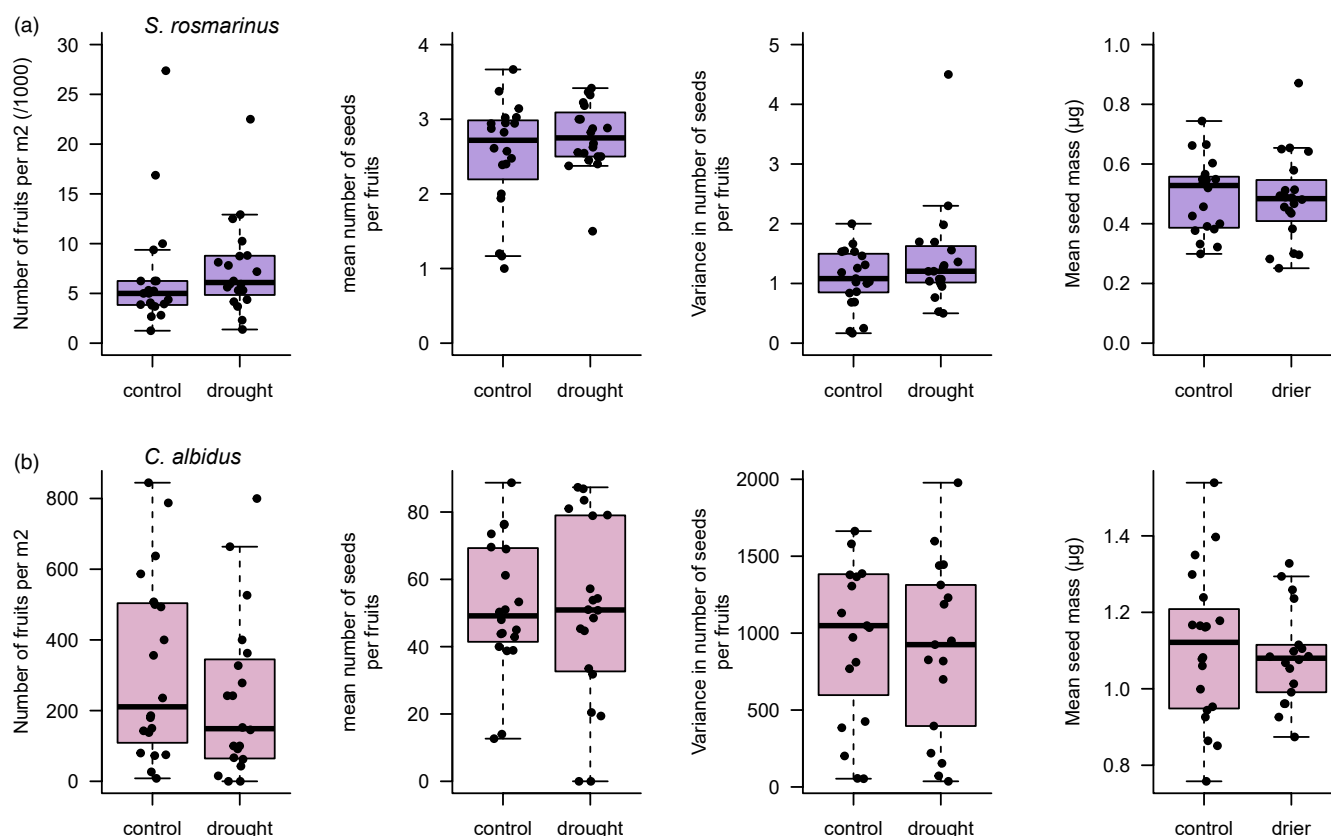 (a)
S. rosmarinus
Number of fruits per m2 (/1000)
0
5
10
15
20
25
30
control
drought
mean number of seeds
per fruits
0
1
2
3
4
control
drought
Variance in number of seeds
per fruits
0
1
2
3
4
5
control
drought
Mean seed mass (µg)
0.0
0.2
0.4
0.6
0.8
1.0
control
drier
(b)
C. albidus
Number of fruits per m2
0
200
400
600
800
control
drought
mean number of seeds
per fruits
0
20
40
60
80
control
drought
Variance in number of seeds
per fruits
0
500
1000
1500
2000
control
drought
Mean seed mass (µg)
0.8
1.0
1.2
1.4
control
drier